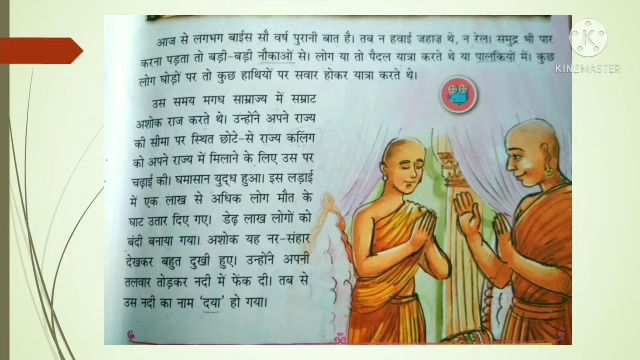 आज से लगभग बाईस सौ वर्ष पुरानी बात है। तब न हवाई जहाज़ थे, न रेल। समुद्र भी पार
करना पड़ता तो बड़ी-बड़ी नौकाओं से। लोग या तो पैदल यात्रा करते थे या पालकियों में। कुछ
लोग घोड़ों पर तो कुछ हाथियों पर सवार होकर यात्रा करते थे।
उस समय मगध साम्राज्य में सम्राट
अशोक राज करते थे। उन्होंने अपने राज्य
की सीमा पर स्थित छोटे-से राज्य कलिंग
को अपने राज्य में मिलाने के लिए उस पर
चढ़ाई की। घमासान युद्ध हुआ। इस लड़ाई
में एक लाख से अधिक लोग मौत के
घाट उतार दिए गए। डेढ़ लाख लोगों को
बंदी बनाया गया। अशोक यह नर-संहार
देखकर बहुत दुखी हुए। उन्होंने अपनी
तलवार तोड़कर नदी में फेंक दी। तब से
उस नदी का नाम ‘दया’ हो गया।
KINEMASTER